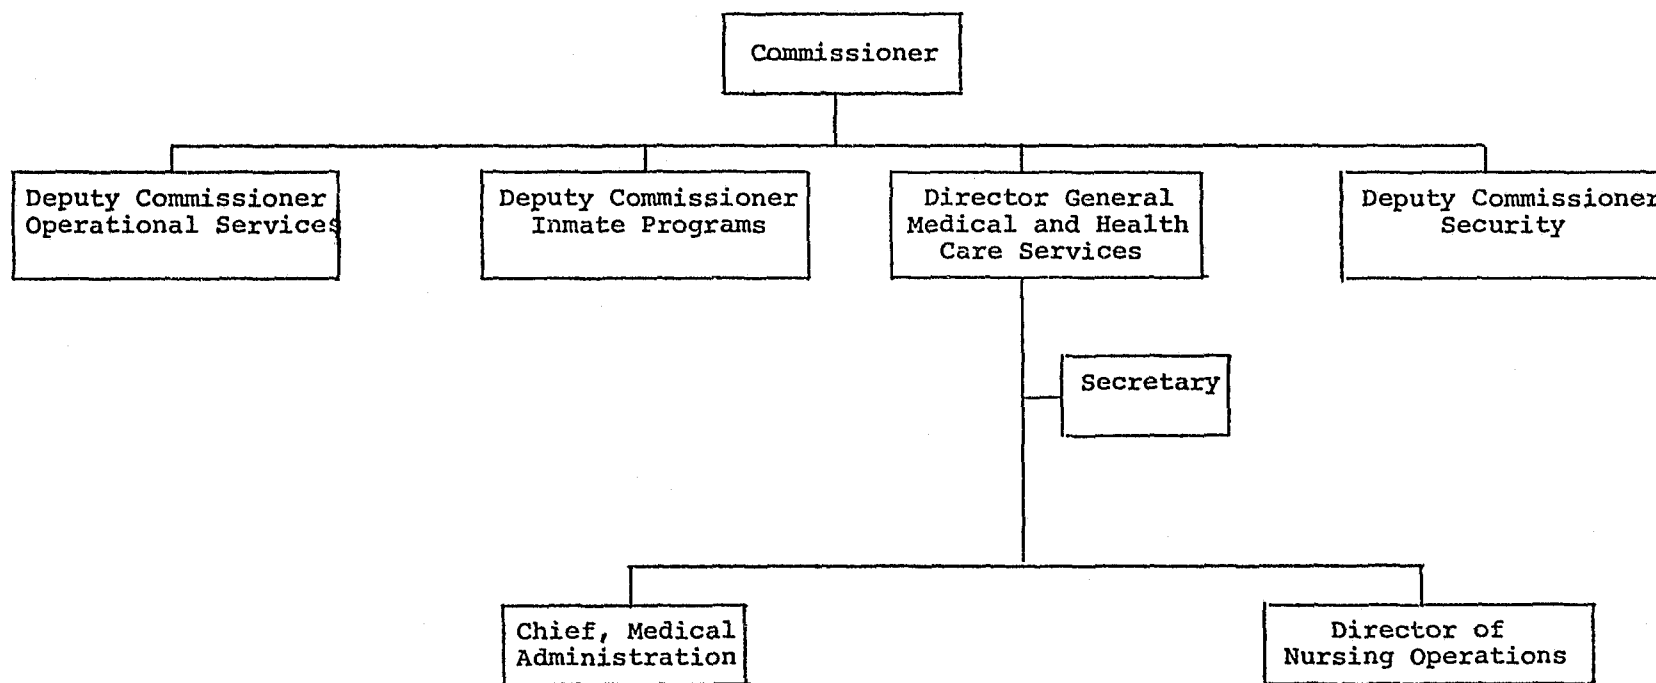 Commissioner
Deputy Commissioner
Operational Services
Deputy Commissioner
Inmate Programs
Director General
Medical and Health
Care Services
Deputy Commissioner
Security
Secretary
Chief, Medical
Administration
Director of
Nursing Operations